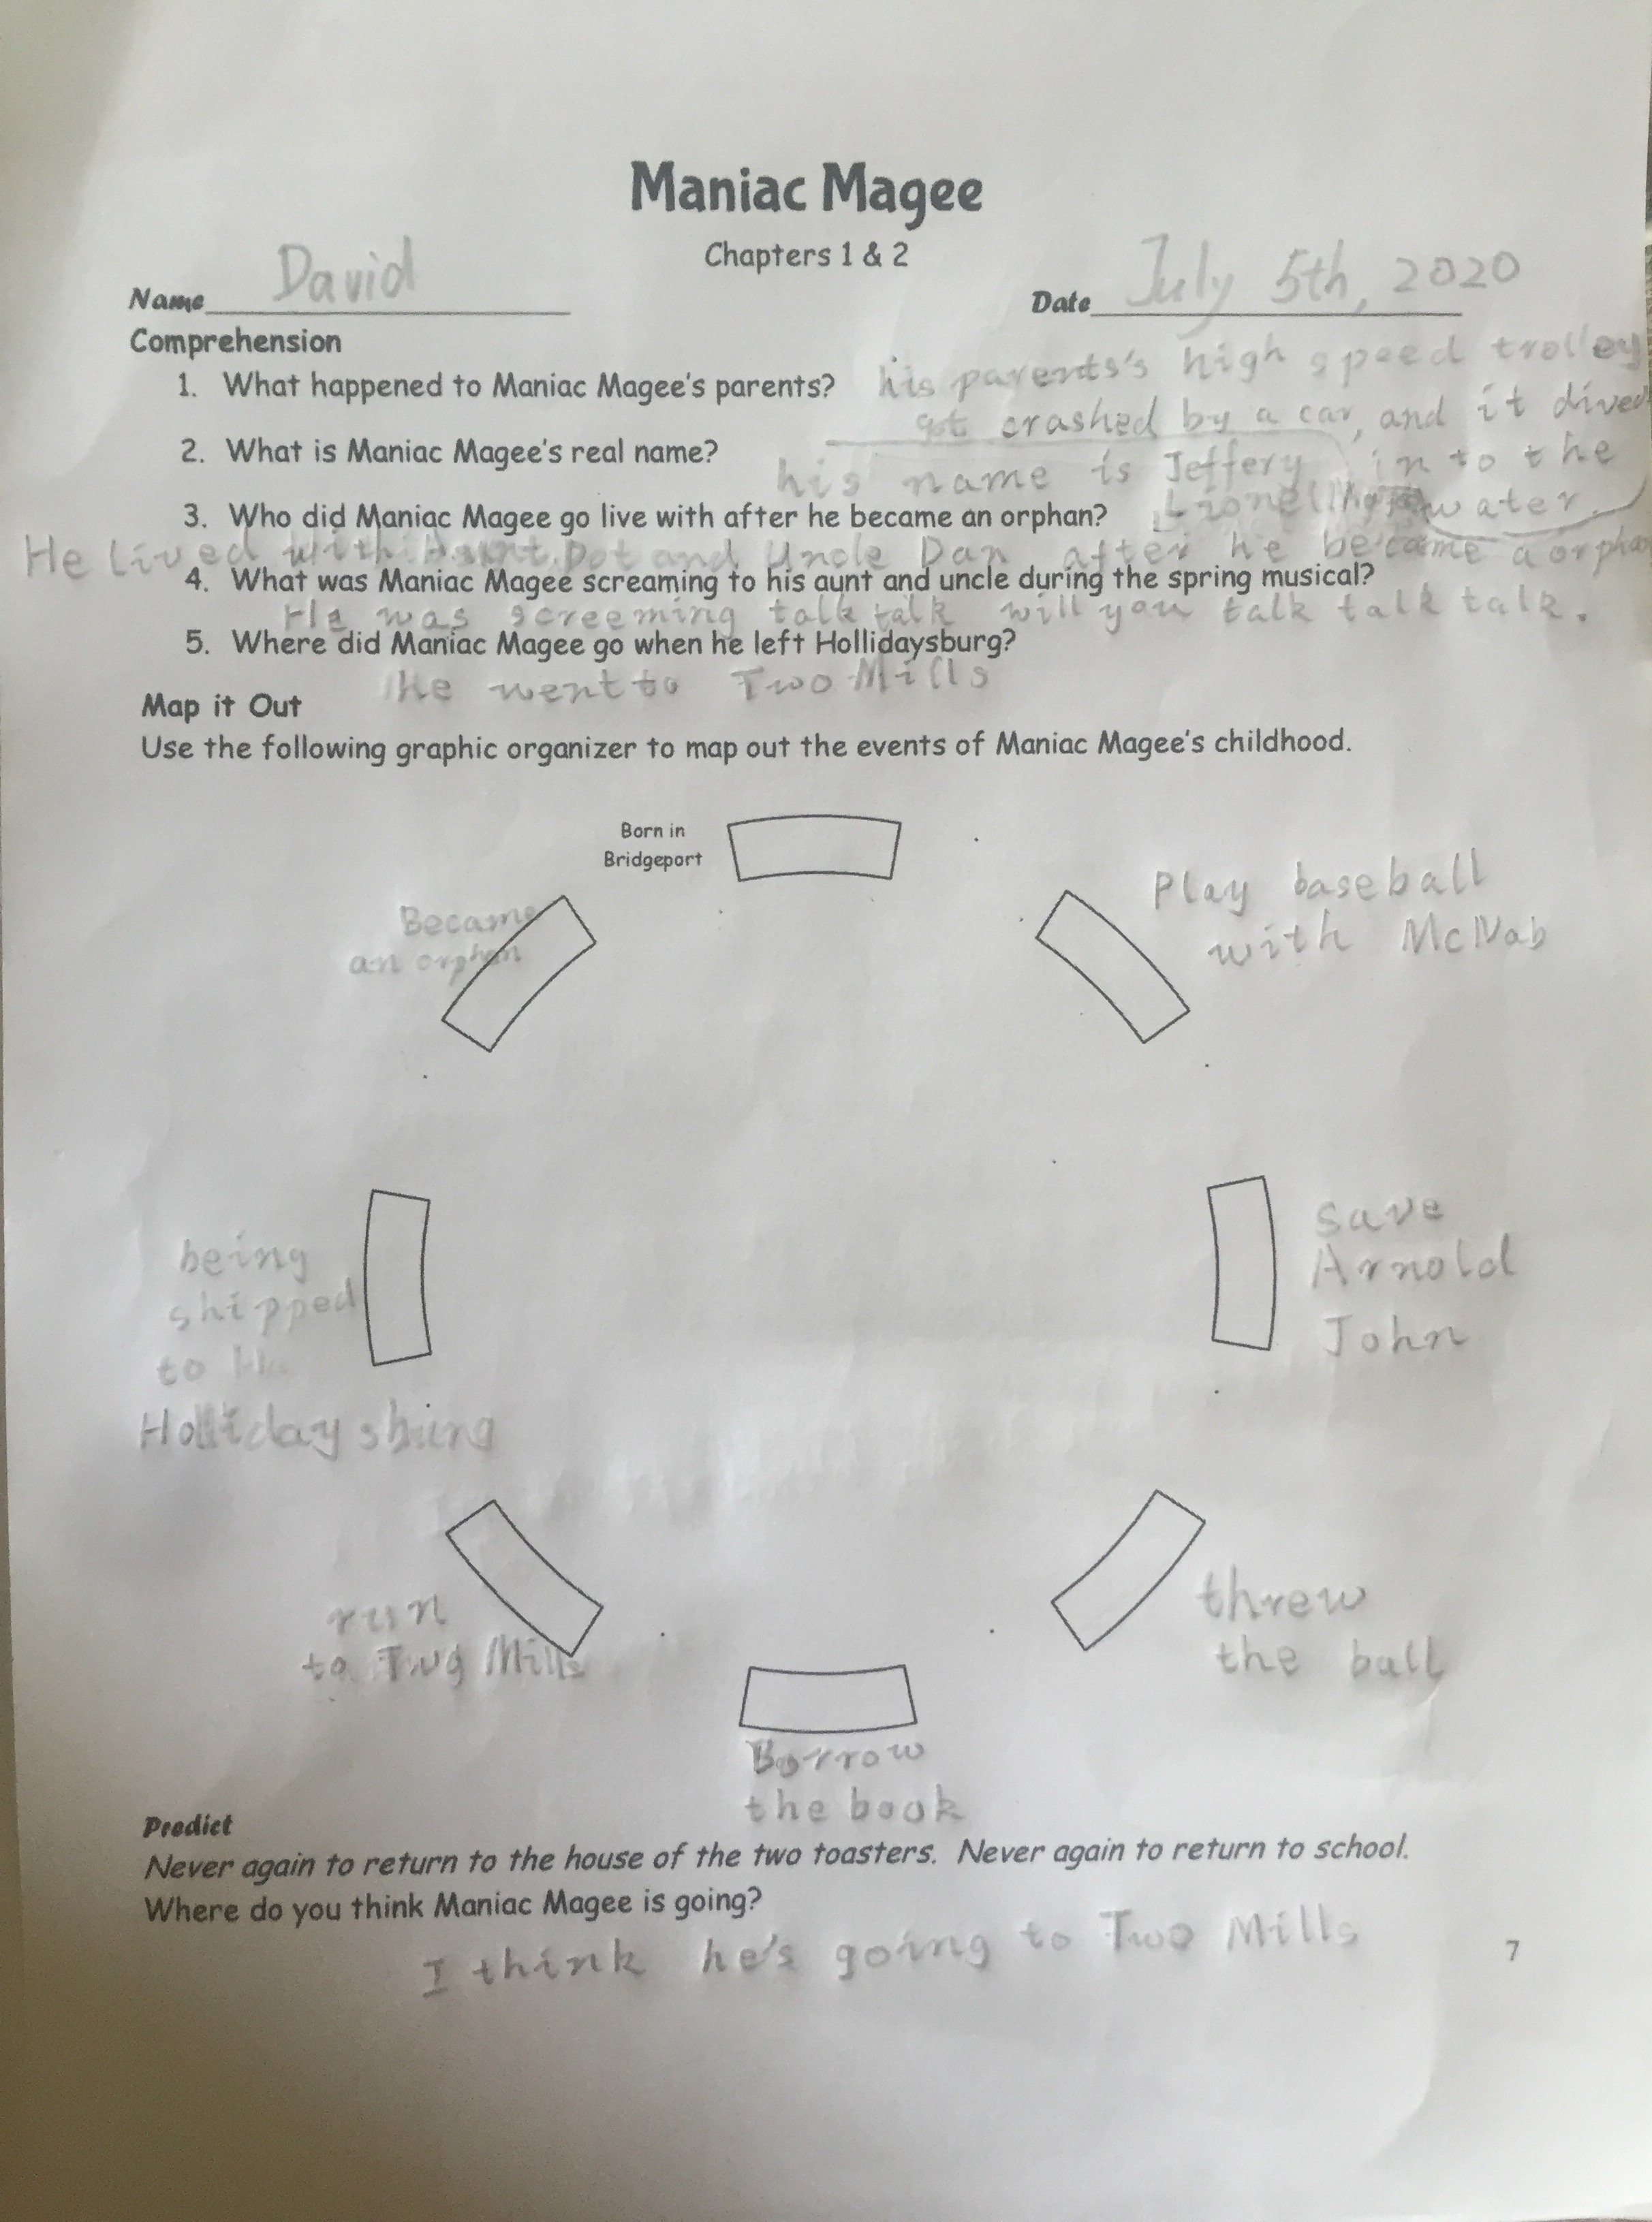 Maniac Magee
Chapters 1 & 2
Name David
Date July 5th, 2020
Comprehension
1. What happened to Maniac Magee's parents? his parents's high speed trolley
got crashed by a car, and it dived
in to the
water.
2. What is Maniac Magee's real name?
his name is Jeffery
Lionel
3. Who did Maniac Magee go live with after he became an orphan?
He lived with Aunt Dot and Uncle Dan after he became a orphan
4. What was Maniac Magee screaming to his aunt and uncle during the spring musical?
He was screeming talk talk will you talk talk talk.
5. Where did Maniac Magee go when he left Hollidaysburg?
He went to Two Mills
Map it Out
Use the following graphic organizer to map out the events of Maniac Magee's childhood.
Born in
Bridgeport
Became
an orphan
being
shipped
to
Hollidaysburg
run
to Two Mills
Borrow
the book
threw
the ball
save
Arnold
John
Play baseball
with McNab
Predict
Never again to return to the house of the two toasters. Never again to return to school.
Where do you think Maniac Magee is going?
I think he's going to Two Mills
7